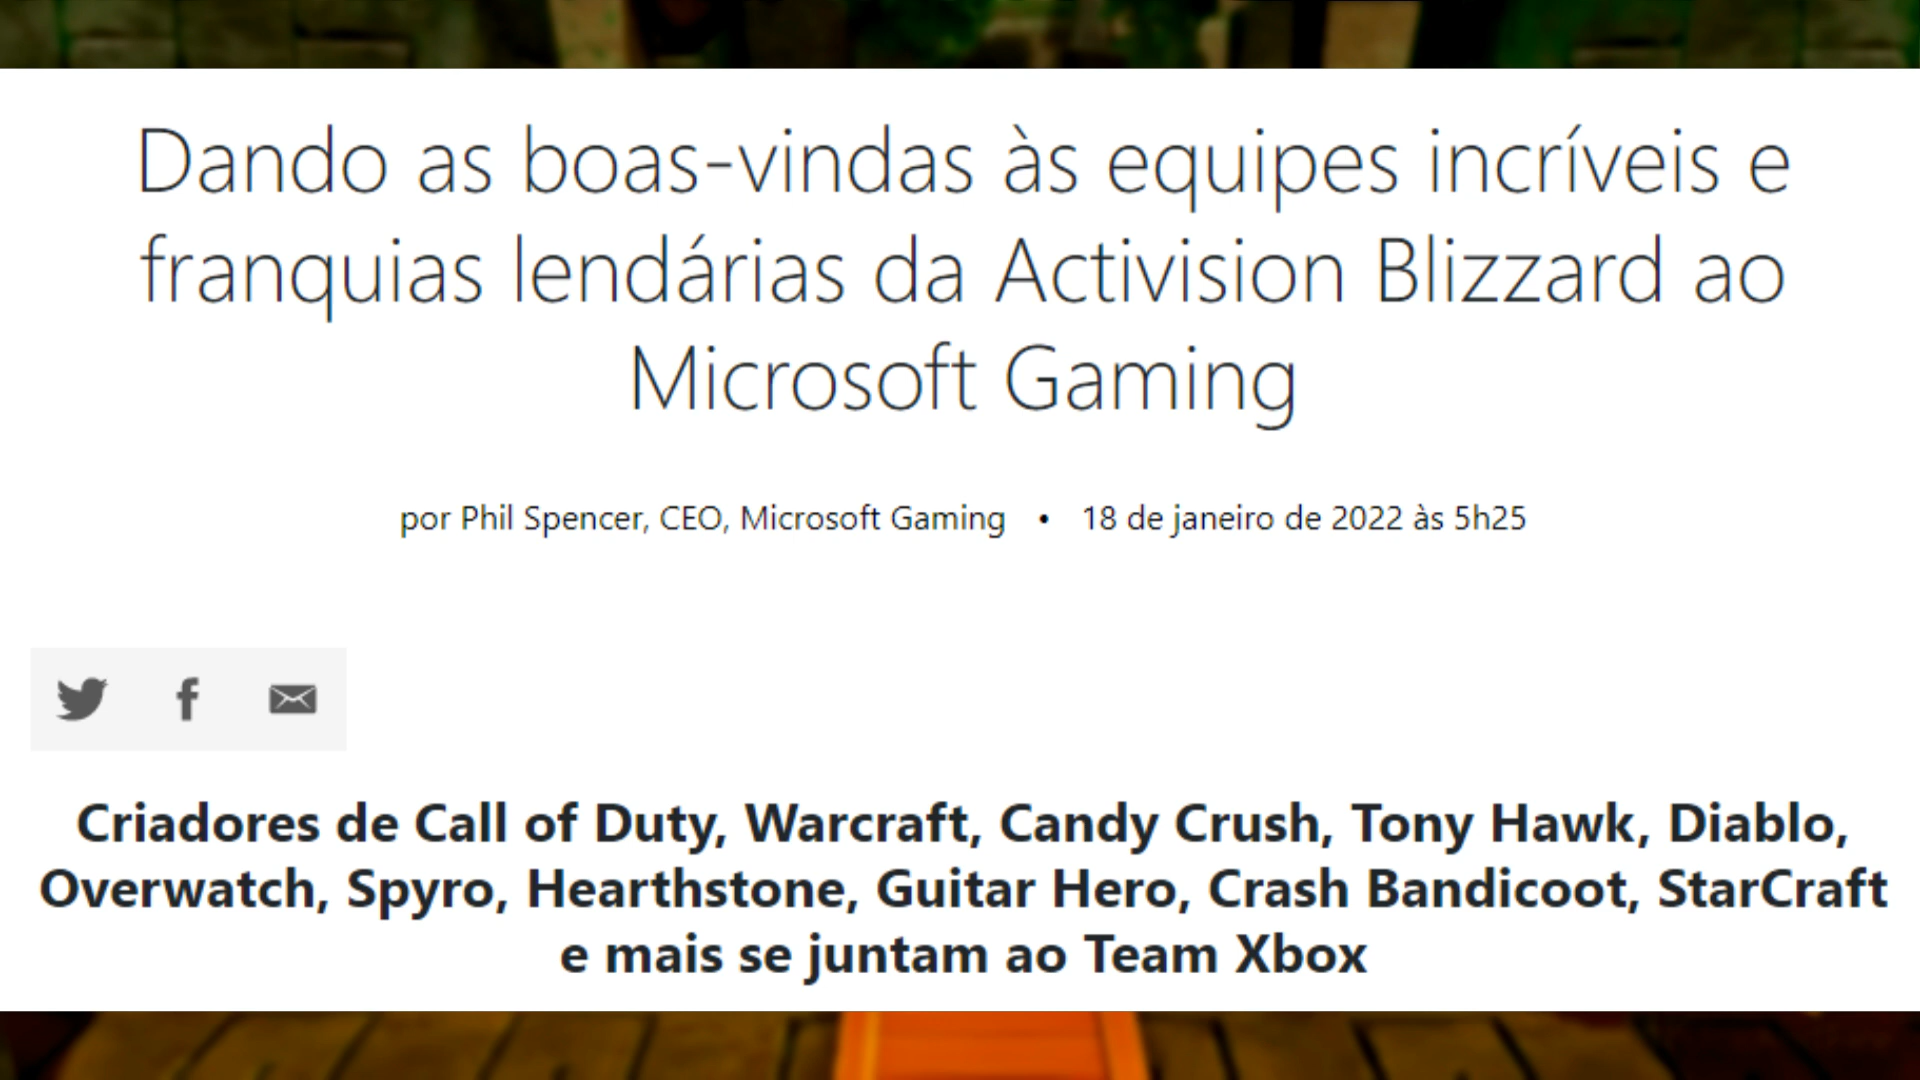 Dando as boas-vindas às equipes incríveis e
franquias lendárias da Activision Blizzard ao
Microsoft Gaming
por Phil Spencer, CEO, Microsoft Gaming • 18 de janeiro de 2022 às 5h25
Criadores de Call of Duty, Warcraft, Candy Crush, Tony Hawk, Diablo,
Overwatch, Spyro, Hearthstone, Guitar Hero, Crash Bandicoot, StarCraft
e mais se juntam ao Team Xbox